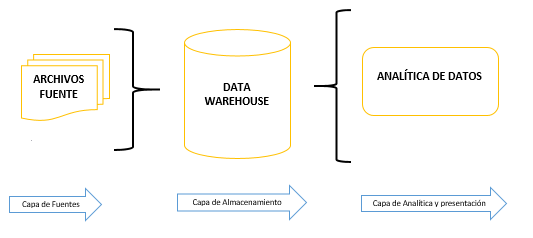 ARCHIVOS
FUENTE
DATA
WAREHOUSE
ANALÍTICA DE DATOS
Capa de Fuentes
Capa de Almacenamiento
Capa de Analítica y presentación